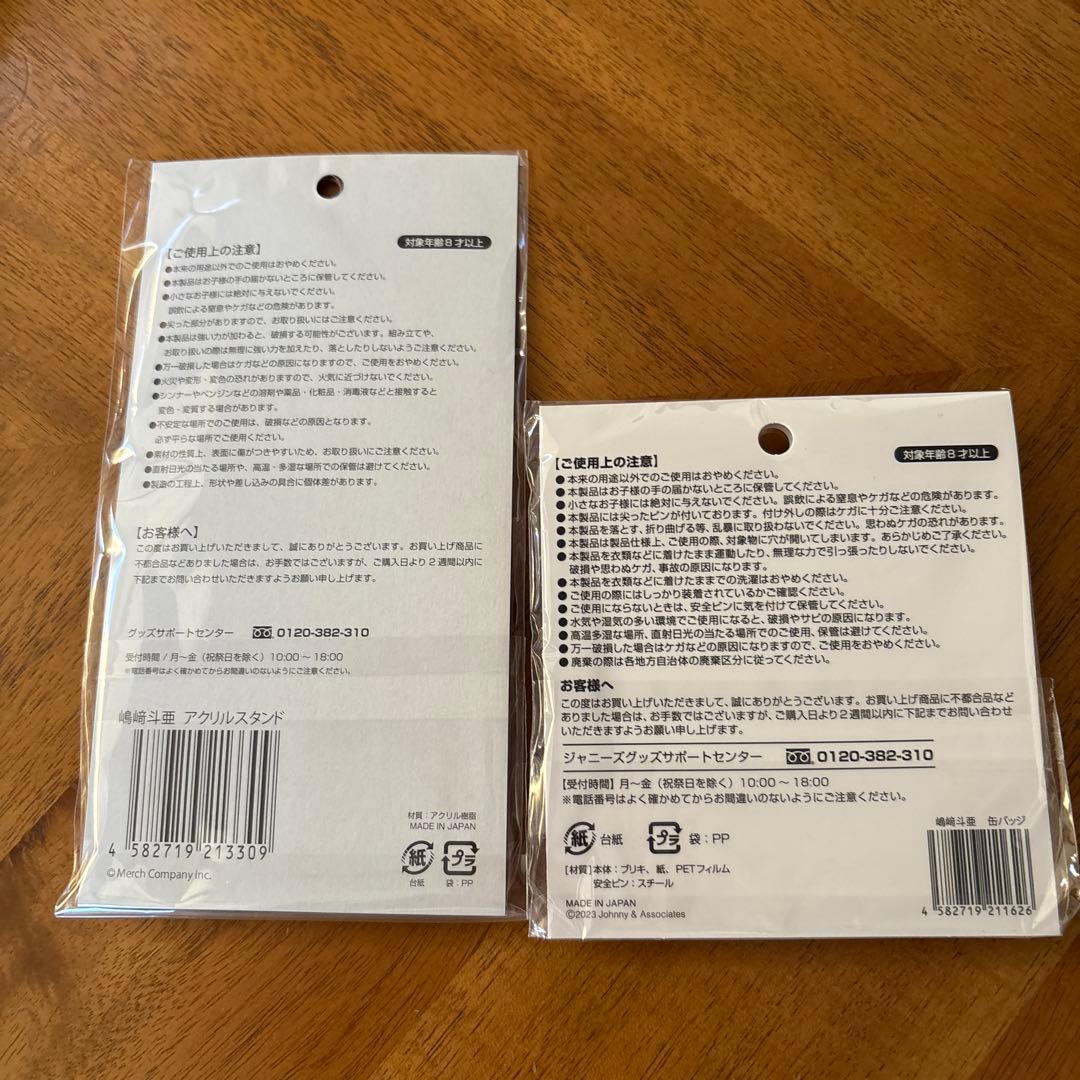 【ご使用上の注意】
対象年齢8才以上
●本来の用途以外でのご使用はおやめください。
●本製品はお子様の手の届かないところに保管してください。
●小さなお子様には絶対に与えないでください。
誤飲による窒息やケガなどの危険があります。
●尖った部分がありますので、お取り扱いにはご注意ください。
●本製品は強い力が加わると、破損する可能性がございます。組み立てや、
お取り扱いの際は無理に強い力を加えたり、落としたりしないようご注意ください。
●万一破損した場合はケガなどの原因になりますので、ご使用をおやめください。
●火災や変形・変色の恐れがありますので、火気に近づけないでください。
●シンナーやベンジンなどの溶剤や薬品・化粧品・消毒液などと接触すると
変色・変質する場合があります。
●不安定な場所でのご使用は、破損などの原因となります。
必ず平らな場所でご使用ください。
●素材の性質上、表面に傷がつきやすいため、お取り扱いにご注意ください。
●直射日光の当たる場所や、高温・多湿な場所での保管は避けてください。
●製造の工程上、形状や差し込みの具合に個体差があります。
【お客様へ】
この度はお買い上げいただきまして、誠にありがとうございます。お買い上げ商品に
不都合品などありました場合は、お手数ではございますが、ご購入日より2週間以内に
下記までお問い合わせいただきますようお願い申し上げます。
グッズサポートセンター 0120-382-310
受付時間/月〜金（祝祭日を除く）10:00〜18:00
※電話番号はよく確かめてからお間違いのないようにご注意ください。
嶋﨑斗亜 アクリルスタンド
4 582719 213309
©Merch Company Inc.
材質：アクリル樹脂
MADE IN JAPAN
紙 プラ
台紙 袋：PP
【ご使用上の注意】
対象年齢8才以上
●本来の用途以外でのご使用はおやめください。
●本製品はお子様の手の届かないところに保管してください。
●小さなお子様には絶対に与えないでください。誤飲による窒息やケガなどの危険があります。
●本製品には尖ったピンが付いております。付け外しの際はケガに十分ご注意ください。
●本製品を落とす、折り曲げる等、乱暴に取り扱わないでください。思わぬケガの恐れがあります。
●本製品は製品仕様上、ご使用の際、対象物に穴が開いてしまいます。あらかじめご了承ください。
●本製品を衣類などに着けたまま運動したり、無理な力で引っ張ったりしないでください。
破損や思わぬケガ、事故の原因になります。
●本製品を衣類などに着けたままでの洗濯はおやめください。
●ご使用の際にはしっかり装着されているかご確認ください。
●ご使用にならないときは、安全ピンに気を付けて保管してください。
●水気や湿気の多い環境でご使用になると、破損やサビの原因になります。
●高温多湿な場所、直射日光の当たる場所でのご使用、保管は避けてください。
●万一破損した場合はケガなどの原因になりますので、ご使用をおやめください。
●廃棄の際は各地方自治体の廃棄区分に従ってください。
お客様へ
この度はお買い上げいただきまして、誠にありがとうございます。お買い上げ商品に不都合品など
ありました場合は、お手数ではございますが、ご購入日より2週間以内に下記までお問い合わせ
いただきますようお願い申し上げます。
ジャニーズグッズサポートセンター 0120-382-310
【受付時間】月〜金（祝祭日を除く）10:00〜18:00
※電話番号はよく確かめてからお間違いのないようにご注意ください。
紙 台紙 プラ 袋：PP
[材質]本体：ブリキ、紙、PETフィルム
安全ピン：スチール
MADE IN JAPAN
©2023 Johnny & Associates
嶋﨑斗亜 缶バッジ
4 582719 211626